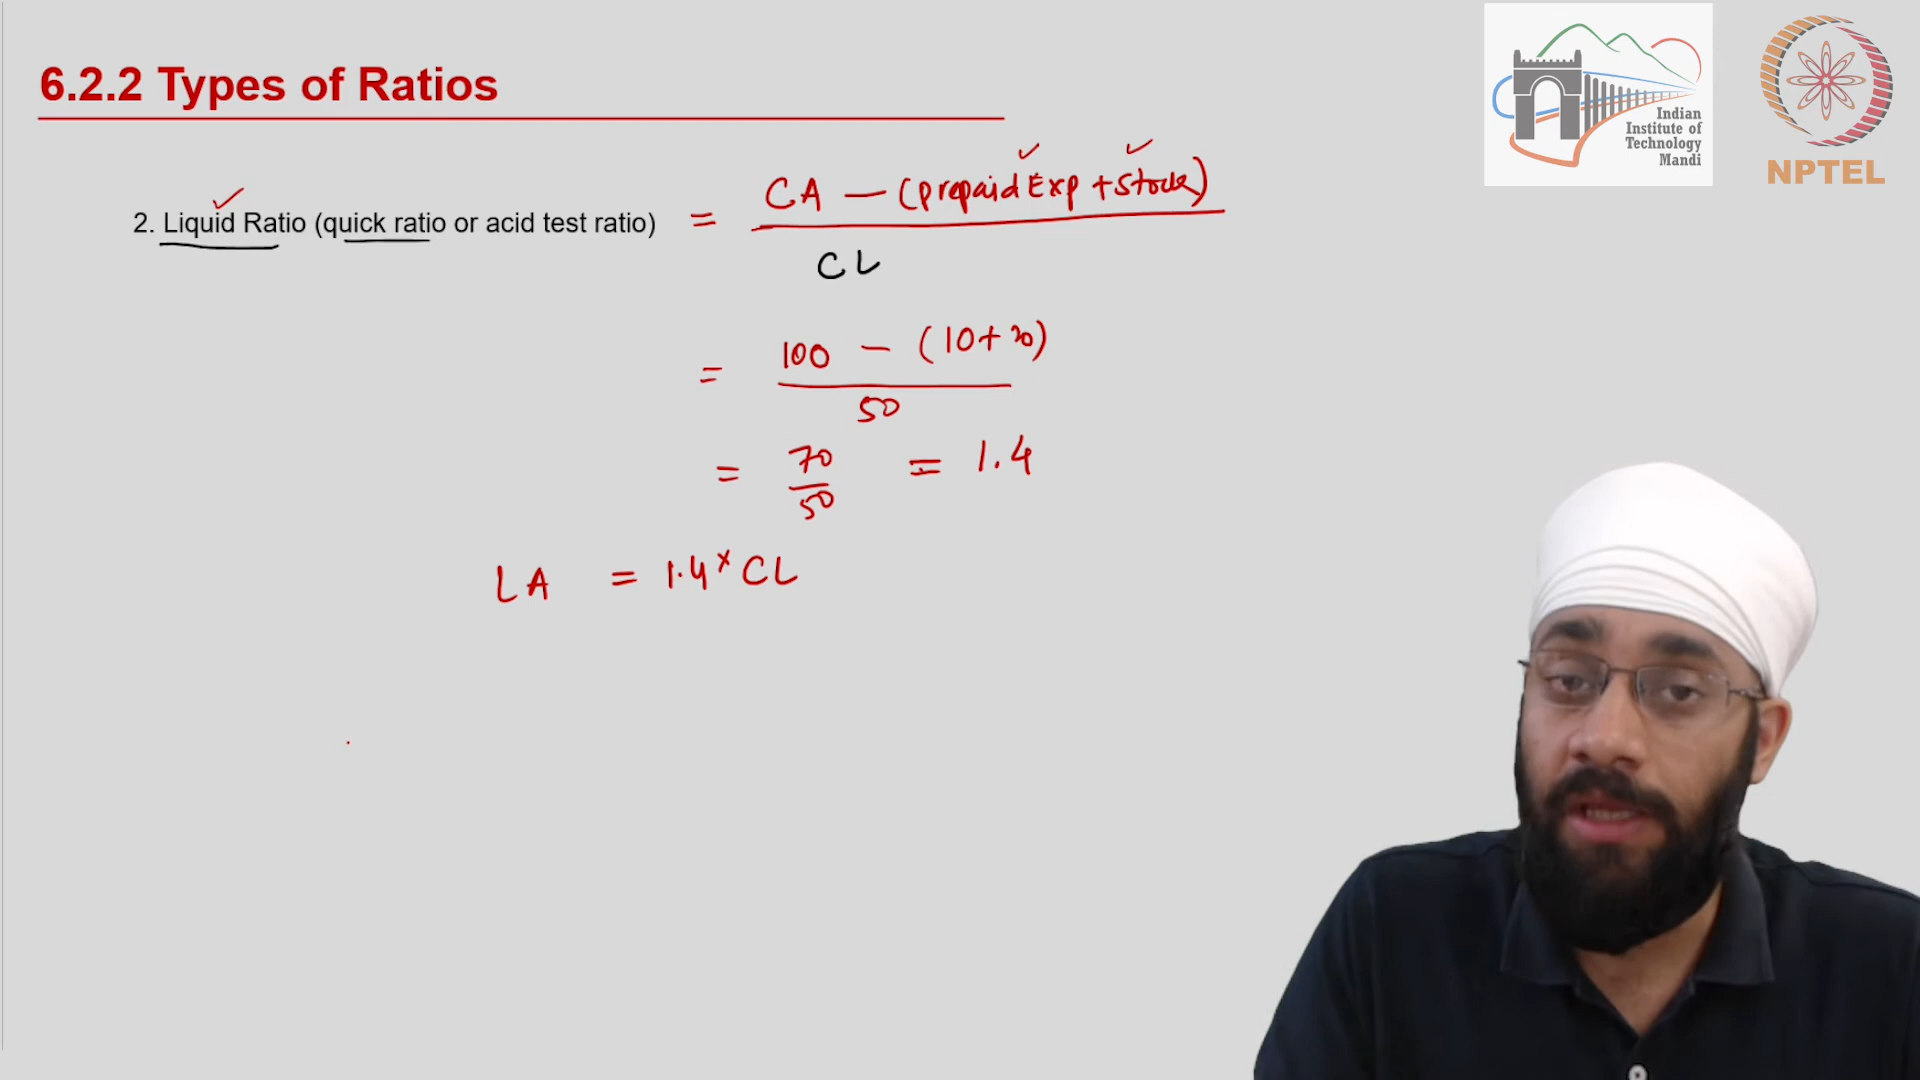 6.2.2 Types of Ratios
Indian
Institute of
Technology
Mandi
NPTEL
2. Liquid Ratio (quick ratio or acid test ratio) = CA - (prepaid Exp + Stock)
CL
= 100 - (10+20)
50
= 70 = 1.4
50
LA = 1.4 x CL